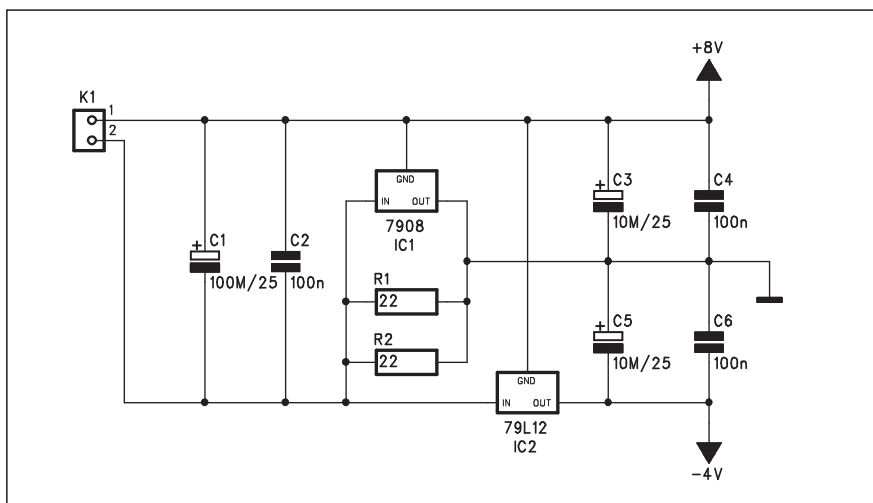 +8V
K1
1
2
GND
IN OUT
7908
IC1
C3
+
10M/25
C4
100n
C1
+
100M/25
C2
100n
R1
22
R2
22
C5
+
10M/25
C6
100n
GND
IN OUT
79L12
IC2
-4V